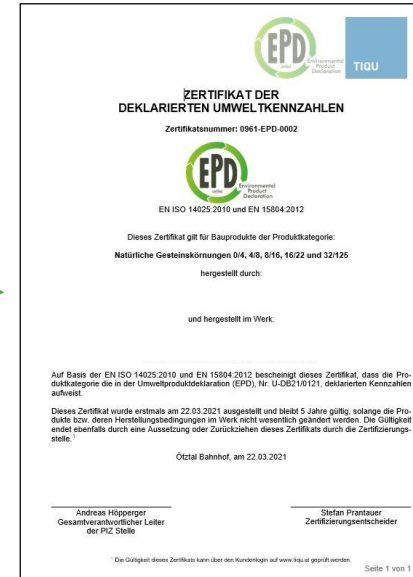 EPD
Environmental
Product
Declaration
TIQU
ZERTIFIKAT DER
DEKLARIERTEN UMWELTKENNZAHLEN
Zertifikatsnummer: 0961-EPD-0002
EPD
Environmental
Product
Declaration
EN ISO 14025:2010 und EN 15804:2012
Dieses Zertifikat gilt für Bauprodukte der Produktkategorie:
Natürliche Gesteinskörnungen 0/4, 4/8, 8/16, 16/22 und 32/125
hergestellt durch:
und hergestellt im Werk:
Auf Basis der EN ISO 14025:2010 und EN 15804:2012 bescheinigt dieses Zertifikat, dass die Pro-
duktkategorie die in der Umweltproduktdeklaration (EPD), Nr. U-DB21/0121, deklarierten Kennzahlen
aufweist.
Dieses Zertifikat wurde erstmals am 22.03.2021 ausgestellt und bleibt 5 Jahre gültig, solange die Pro-
dukte bzw. deren Herstellungsbedingungen im Werk nicht wesentlich geändert werden. Die Gültigkeit
endet ebenfalls durch eine Aussetzung oder Zurückziehen dieses Zertifikats durch die Zertifizierungs-
stelle.¹
Ötztal Bahnhof, am 22.03.2021
Andreas Höpperger
Gesamtverantwortlicher Leiter
der PIZ Stelle
Stefan Prantauer
Zertifizierungsentscheider
¹ Die Gültigkeit dieses Zertifikats kann über den Kundenlogin auf www.tiqu.at geprüft werden.
Seite 1 von 1